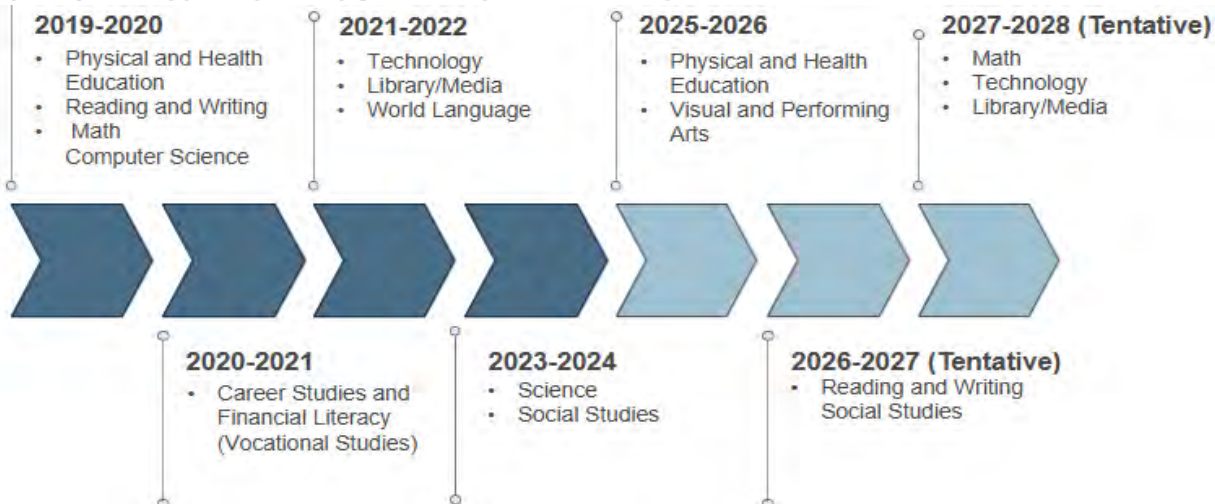 2019-2020
• Physical and Health
Education
• Reading and Writing
• Math
Computer Science
2021-2022
• Technology
• Library/Media
• World Language
2025-2026
• Physical and Health
Education
• Visual and Performing
Arts
2027-2028 (Tentative)
• Math
• Technology
• Library/Media
2020-2021
• Career Studies and
Financial Literacy
(Vocational Studies)
2023-2024
• Science
• Social Studies
2026-2027 (Tentative)
• Reading and Writing
Social Studies